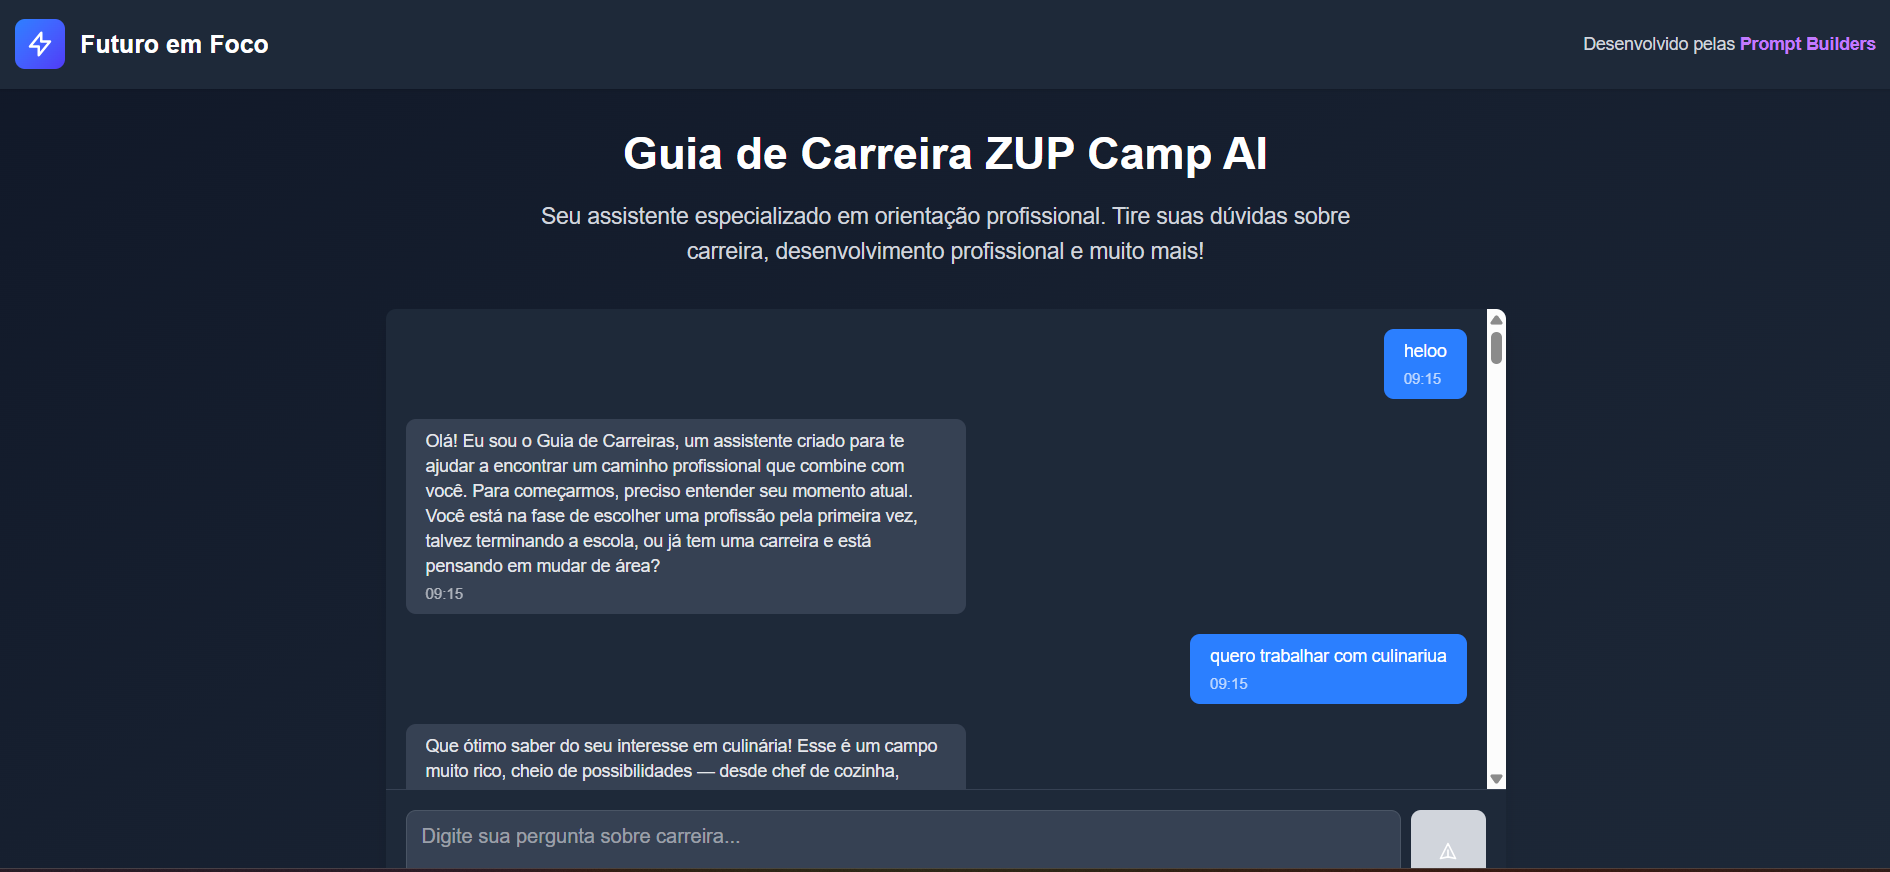 Futuro em Foco
Desenvolvido pelas Prompt Builders
Guia de Carreira ZUP Camp AI
Seu assistente especializado em orientação profissional. Tire suas dúvidas sobre
carreira, desenvolvimento profissional e muito mais!
heloo
09:15
Olá! Eu sou o Guia de Carreiras, um assistente criado para te
ajudar a encontrar um caminho profissional que combine com
você. Para começarmos, preciso entender seu momento atual.
Você está na fase de escolher uma profissão pela primeira vez,
talvez terminando a escola, ou já tem uma carreira e está
pensando em mudar de área?
09:15
quero trabalhar com culinariua
09:15
Que ótimo saber do seu interesse em culinária! Esse é um campo
muito rico, cheio de possibilidades — desde chef de cozinha,
Digite sua pergunta sobre carreira...